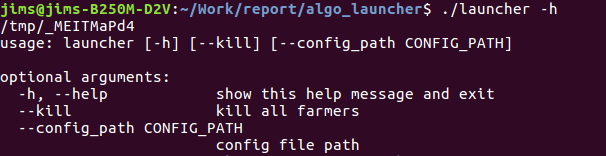 jims@jims-B250M-D2V:~/Work/report/algo_launcher$ ./launcher -h
/tmp/_MEITMaPd4
usage: launcher [-h] [--kill] [--config_path CONFIG_PATH]

optional arguments:
  -h, --help            show this help message and exit
  --kill                kill all farmers
  --config_path CONFIG_PATH
                        config file path